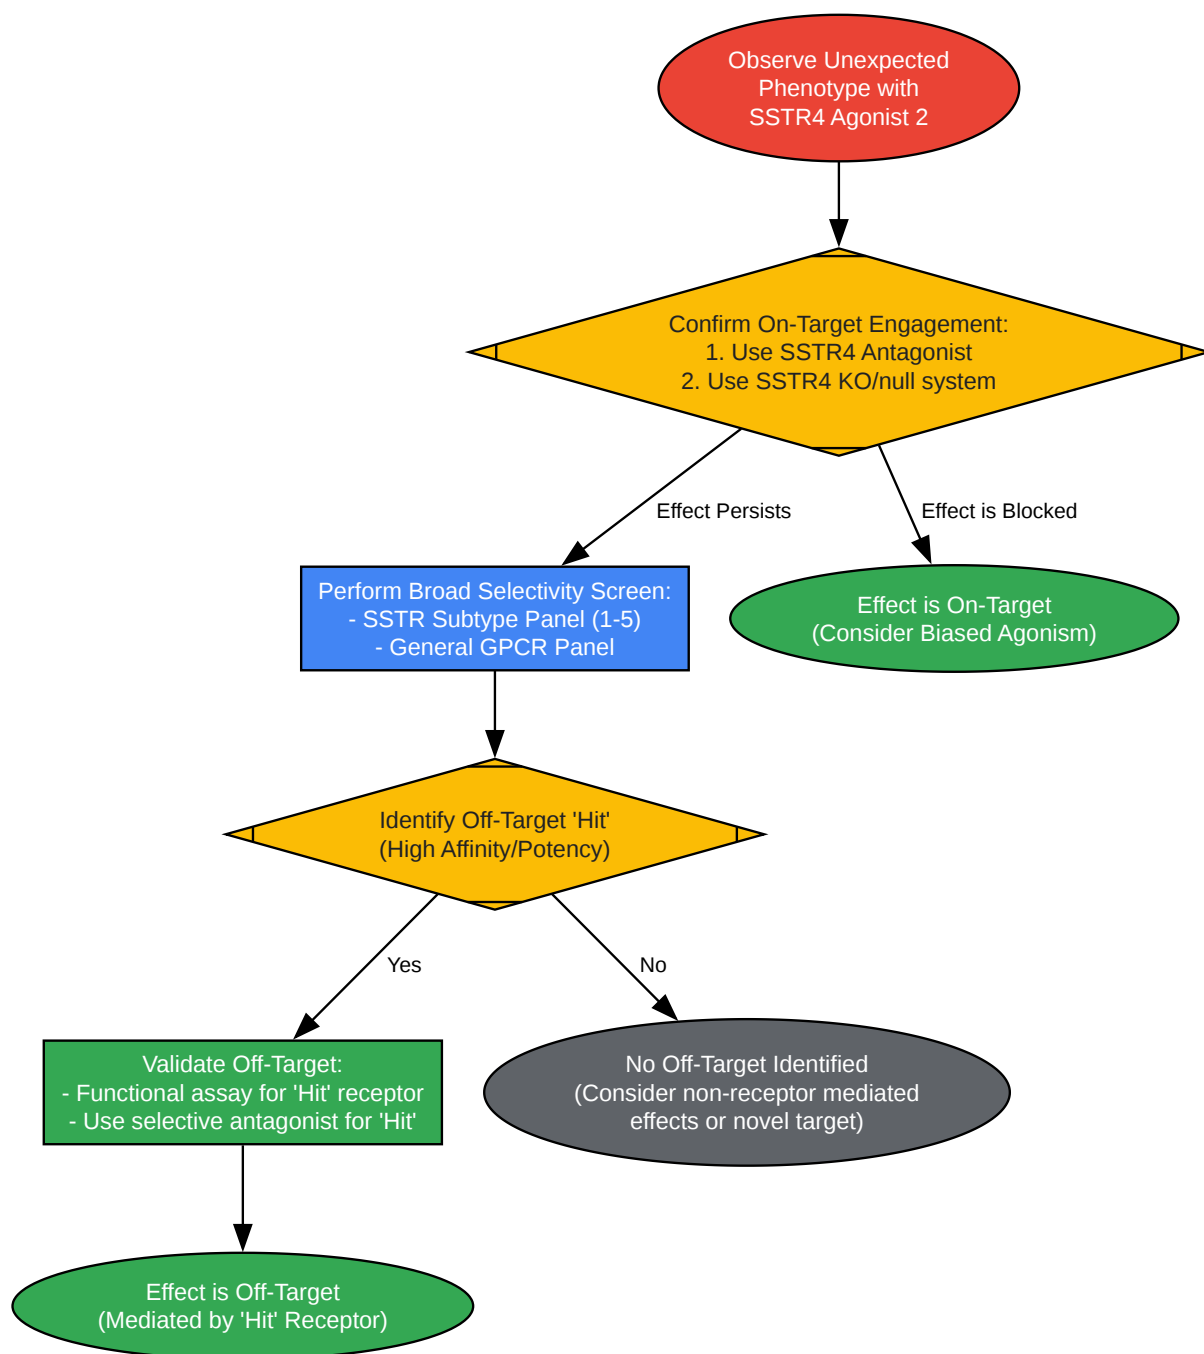 Observe Unexpected
Phenotype with
SSTR4 Agonist 2
Confirm On-Target Engagement:
1. Use SSTR4 Antagonist
2. Use SSTR4 KO/null system
Effect Persists
Effect is Blocked
Perform Broad Selectivity Screen:
- SSTR Subtype Panel (1-5)
- General GPCR Panel
Effect is On-Target
(Consider Biased Agonism)
Identify Off-Target 'Hit'
(High Affinity/Potency)
Yes
No
Validate Off-Target:
- Functional assay for 'Hit' receptor
- Use selective antagonist for 'Hit'
No Off-Target Identified
(Consider non-receptor mediated
effects or novel target)
Effect is Off-Target
(Mediated by 'Hit' Receptor)